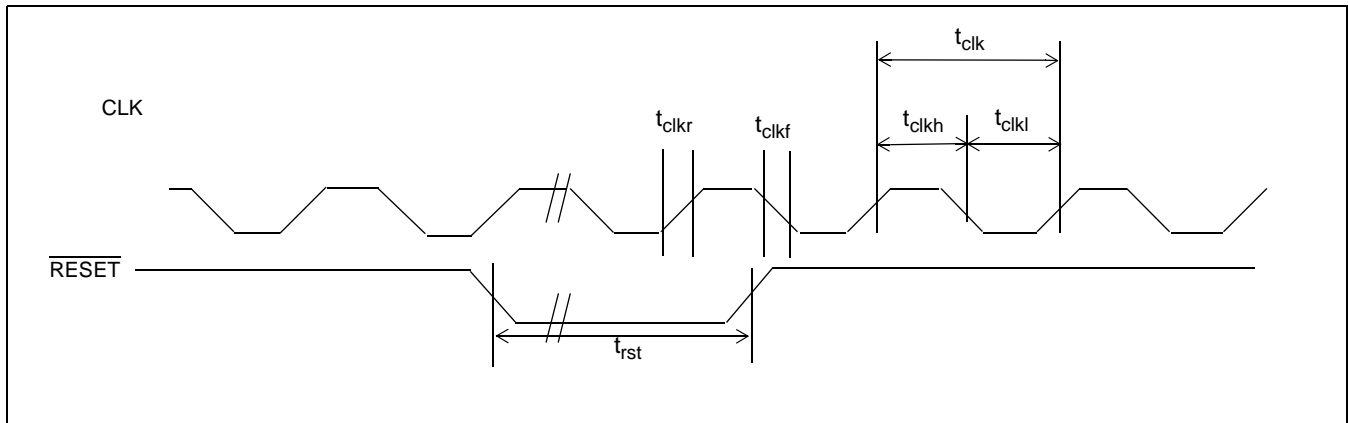 t_clk
CLK
t_clkr
t_clkf
t_clkh
t_clkl
RESET
t_rst